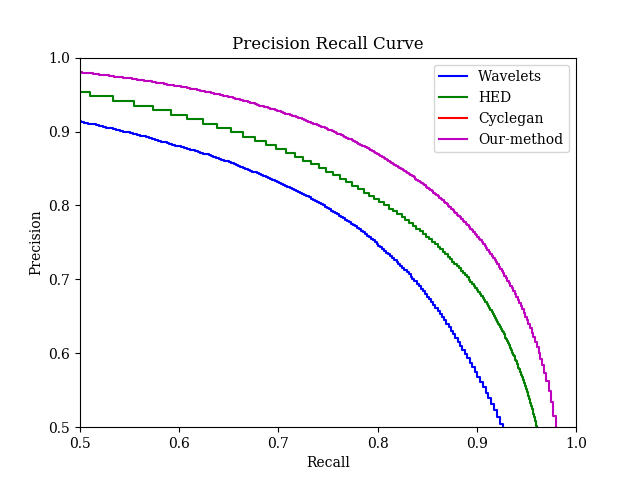 Precision Recall Curve
1.0
0.9
0.8
0.7
0.6
0.5
Precision
Wavelets
HED
Cyclegan
Our-method
0.5 0.6 0.7 0.8 0.9 1.0
Recall